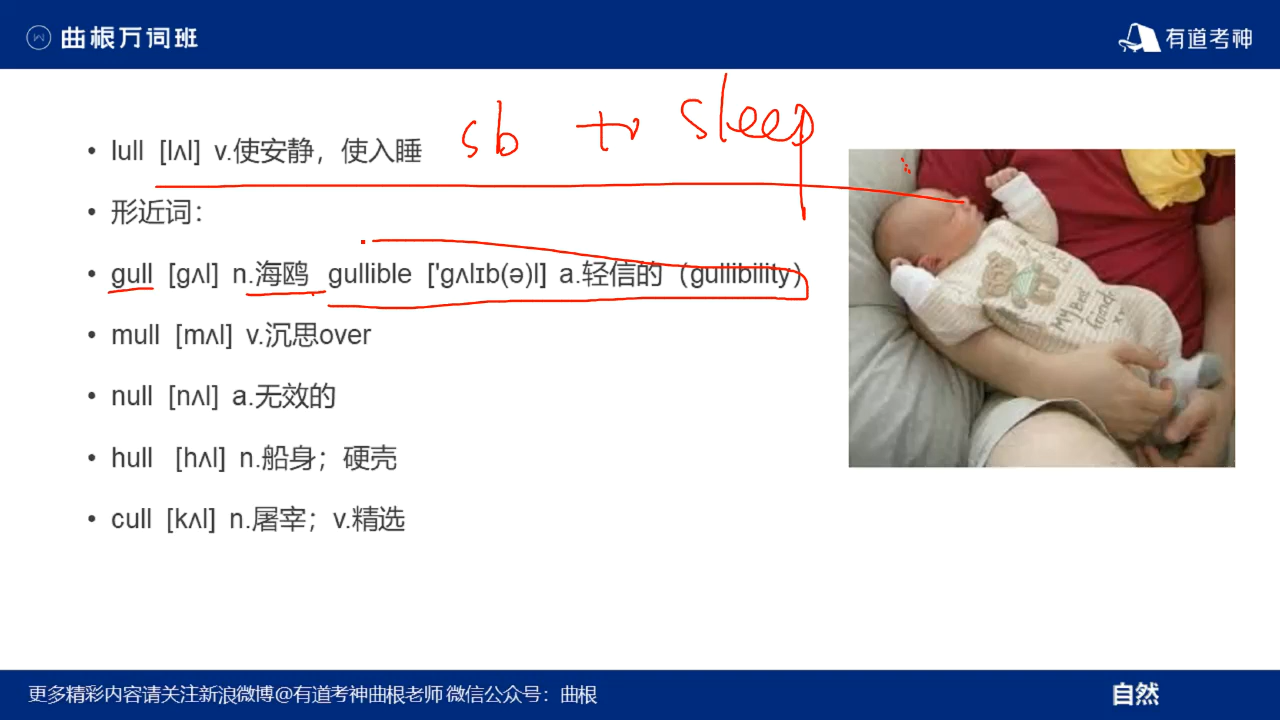 曲根万词班
有道考神
lull [lʌl] v.使安静，使入睡 sb to sleep
形近词：
gull [gʌl] n.海鸥 gullible ['gʌlɪb(ə)l] a.轻信的（gullibility）
mull [mʌl] v.沉思over
null [nʌl] a.无效的
hull [hʌl] n.船身；硬壳
cull [kʌl] n.屠宰；v.精选
My Best
friends
更多精彩内容请关注新浪微博@有道考神曲根老师 微信公众号：曲根
自然